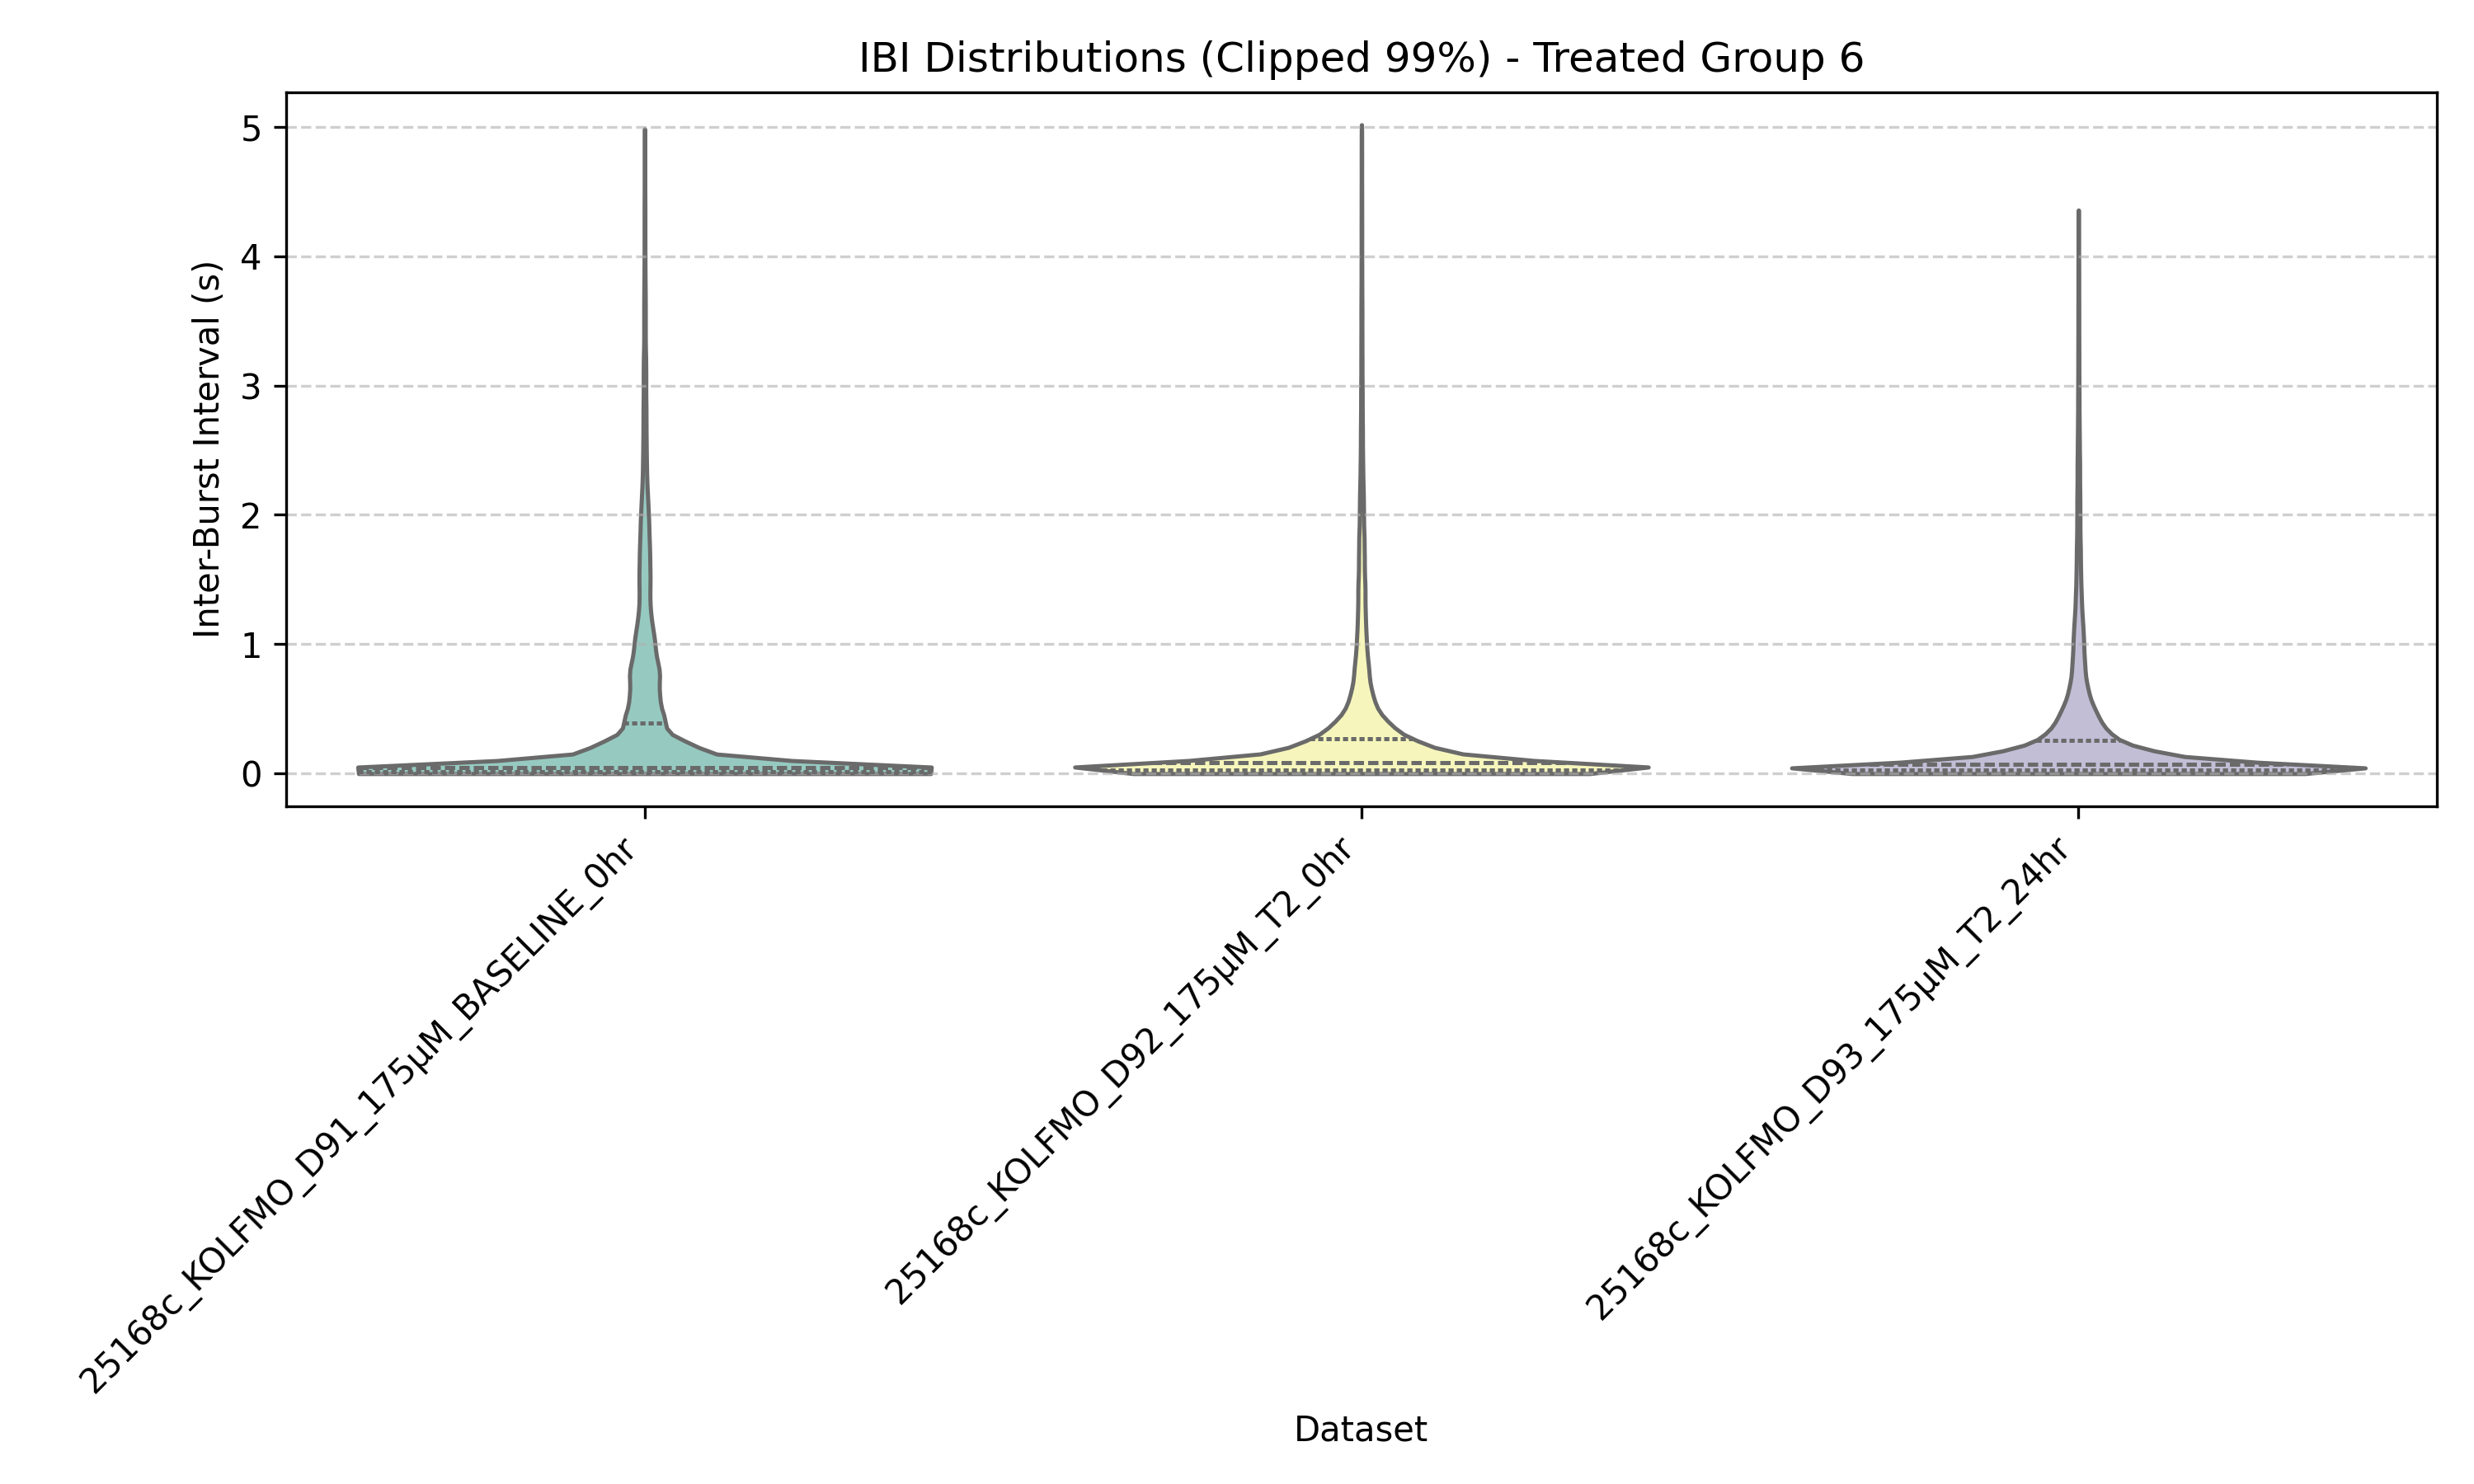 IBI Distributions (Clipped 99%) - Treated Group 6
Inter-Burst Interval (s)
5
4
3
2
1
0
25168c_KOLFMO_D91_175µM_BASELINE_0hr
25168c_KOLFMO_D92_175µM_T2_0hr
25168c_KOLFMO_D93_175µM_T2_24hr
Dataset